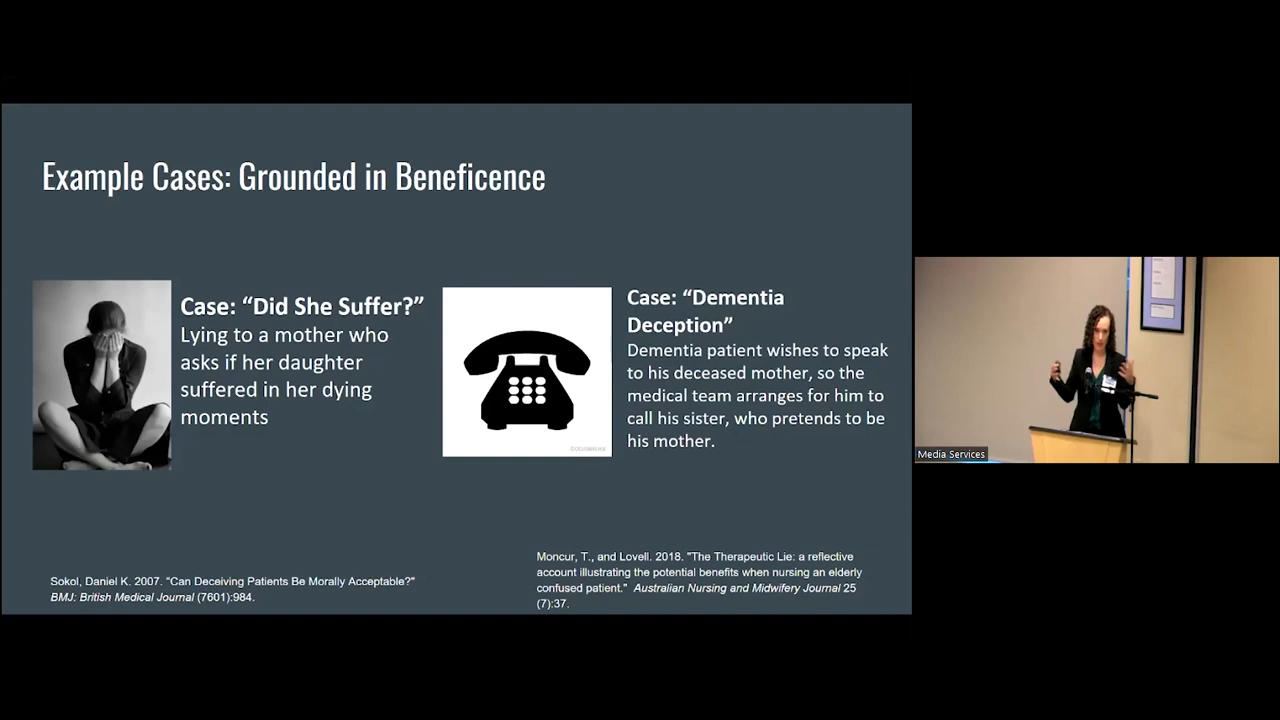 Example Cases: Grounded in Beneficence
Case: “Did She Suffer?”
Lying to a mother who
asks if her daughter
suffered in her dying
moments
Case: “Dementia
Deception”
Dementia patient wishes to speak
to his deceased mother, so the
medical team arranges for him to
call his sister, who pretends to be
his mother.
Sokol, Daniel K. 2007. "Can Deceiving Patients Be Morally Acceptable?"
BMJ: British Medical Journal (7601):984.
Moncur, T., and Lovell. 2018. "The Therapeutic Lie: a reflective
account illustrating the potential benefits when nursing an elderly
confused patient." Australian Nursing and Midwifery Journal 25
(7):37.
Media Services